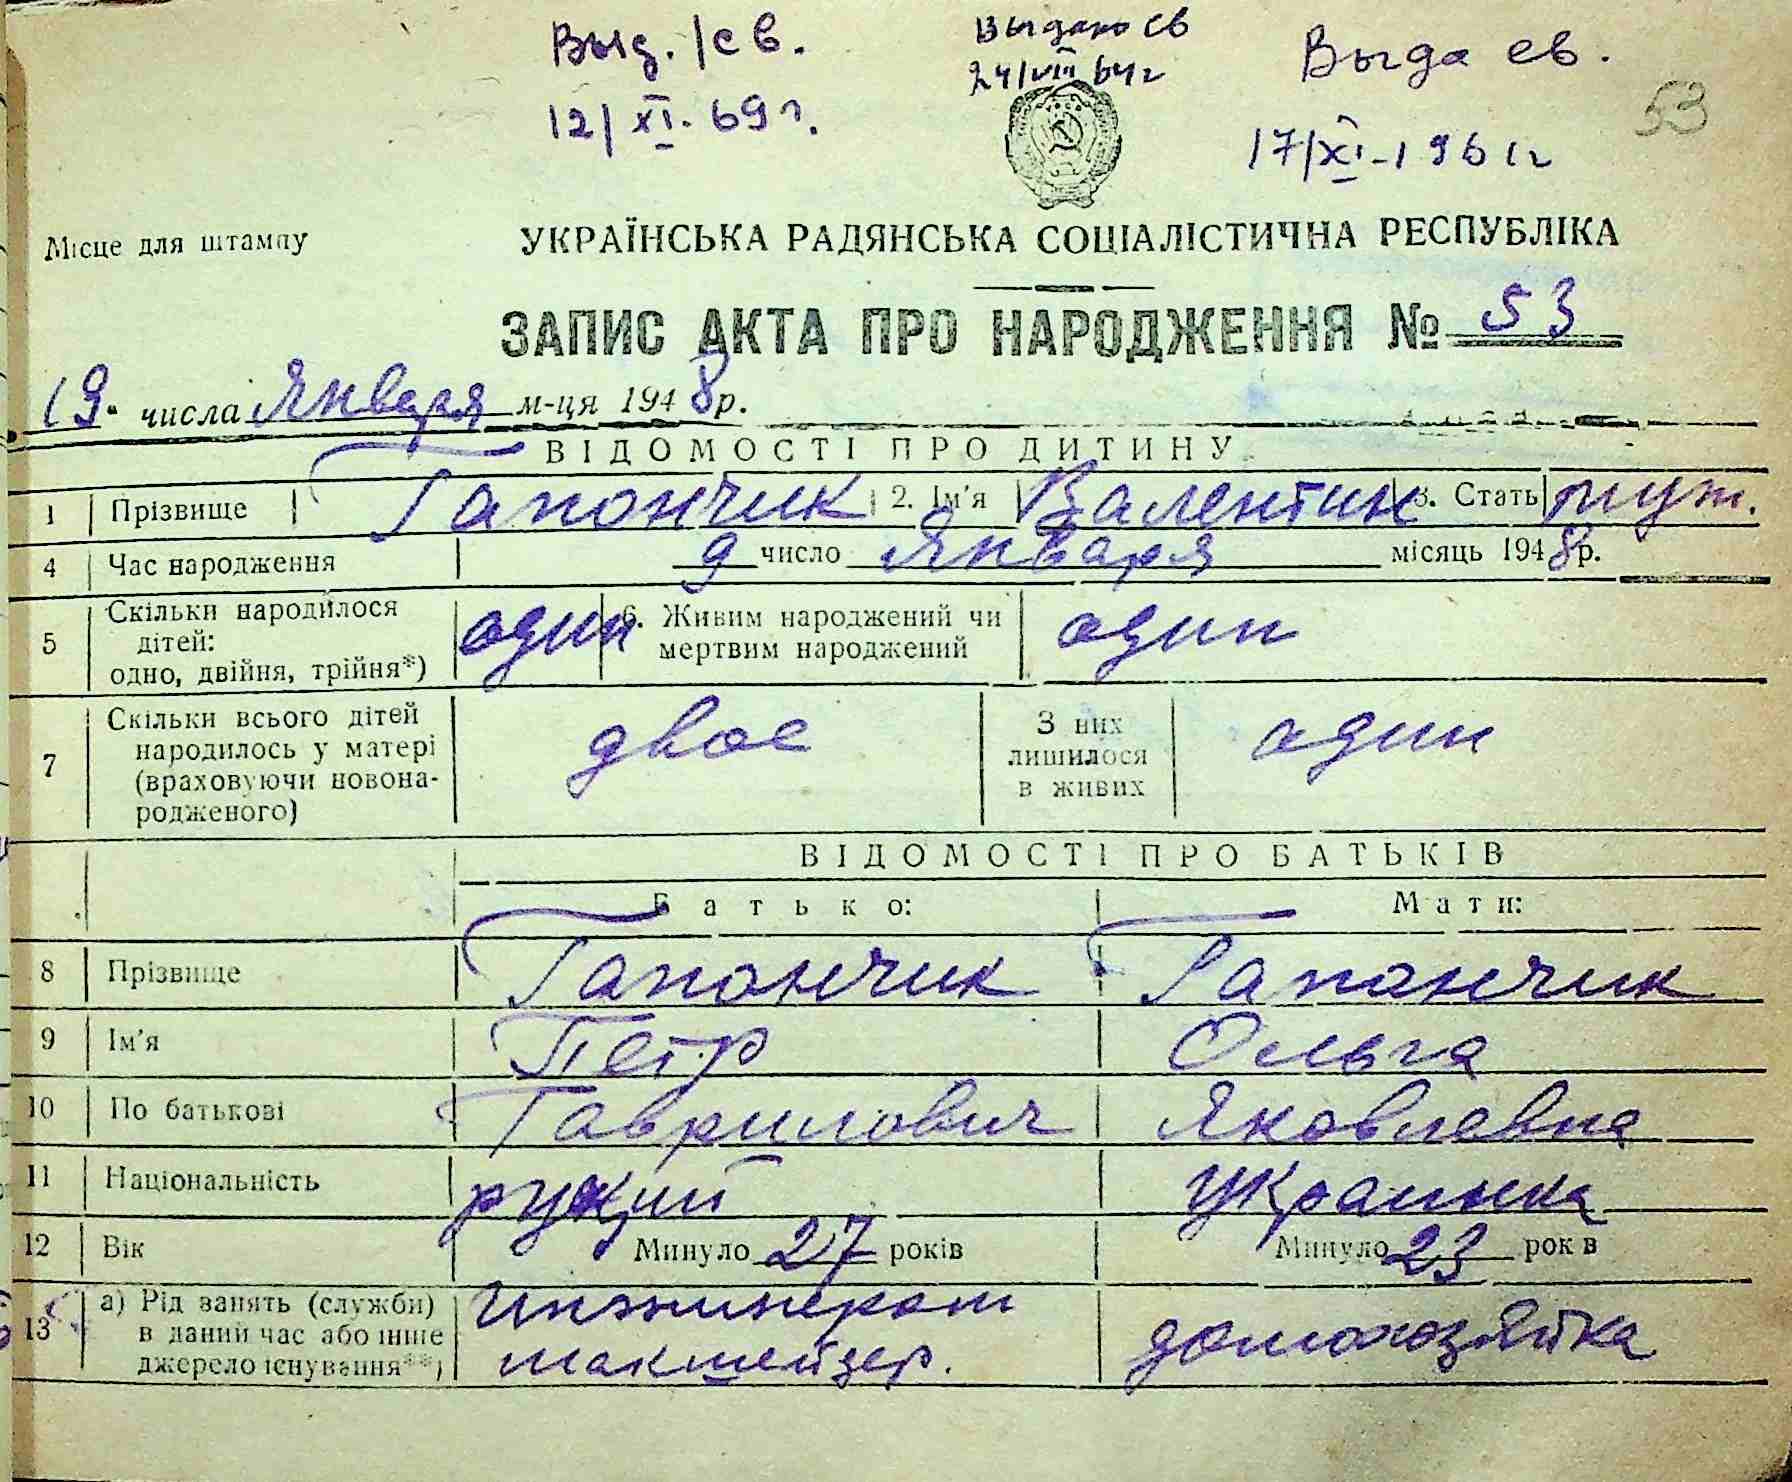 Выд. св.
12/XI-69 г.
Выдано св
24/VIII 64 г
Выда св.
17/XI-1961 г
53
Місце для штампу
УКРАЇНСЬКА РАДЯНСЬКА СОЦІАЛІСТИЧНА РЕСПУБЛІКА
ЗАПИС АКТА ПРО НАРОДЖЕННЯ № 53
19 числа Января м-ця 1948 р.
ВІДОМОСТІ ПРО ДИТИНУ
1 Прізвище Гапончик 2. Ім'я Валентин 3. Стать муж.
4 Час народження 9 число Января місяць 1948 р.
5 Скільки народилося дітей: одно, двійня, трійня*) один 6. Живим народжений чи мертвим народжений один
7 Скільки всього дітей народилось у матері (враховуючи новонародженого) двое З них лишилося в живих один
ВІДОМОСТІ ПРО БАТЬКІВ
Батько: Мати:
8 Прізвище Гапончик Гапончик
9 Ім'я Петр Ольга
10 По батькові Гаврилович Яковлевна
11 Національність украинка
12 Вік Минуло 27 років Минуло 23 років
13 а) Рід занять (служби) в даний час або інше джерело існування**) домохозяйка